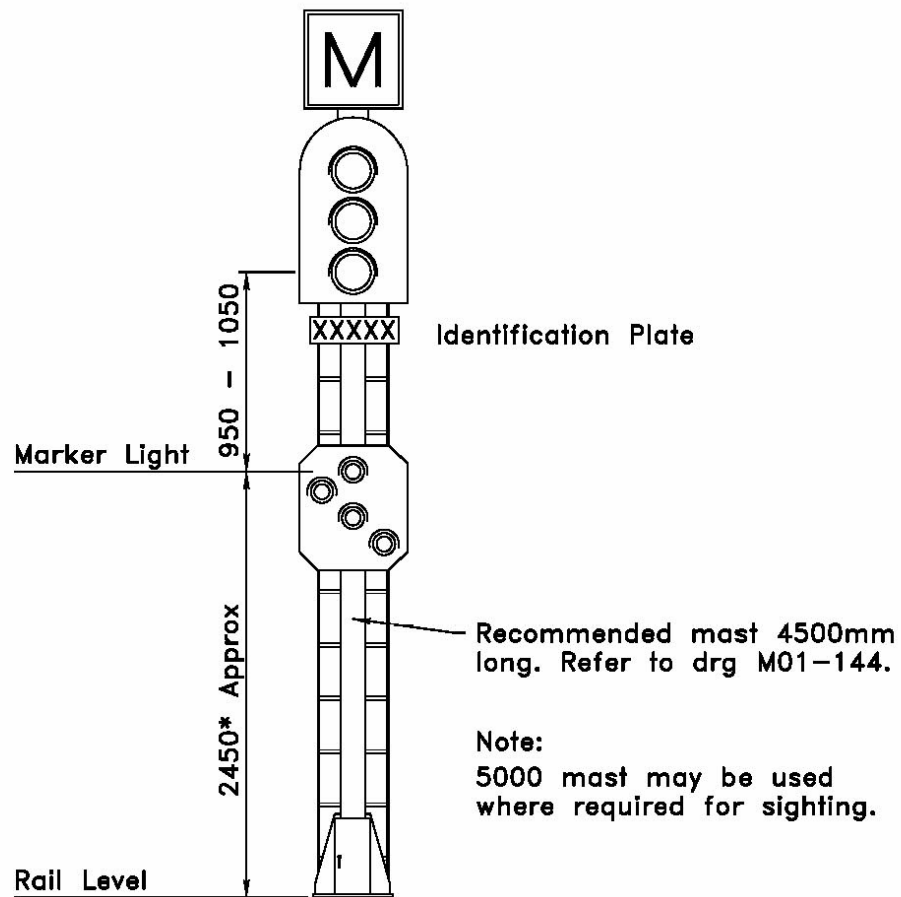 M
XXXXX
Identification Plate
950 - 1050
Marker Light
2450* Approx
Recommended mast 4500mm
long. Refer to drg M01-144.
Note:
5000 mast may be used
where required for sighting.
Rail Level